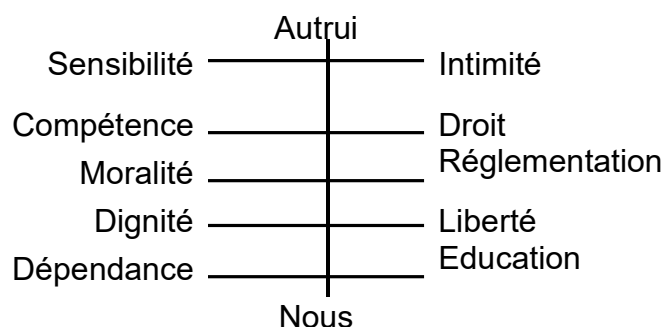 Autrui
Sensibilité
Intimité
Compétence
Droit
Moralité
Réglementation
Dignité
Liberté
Dépendance
Education
Nous